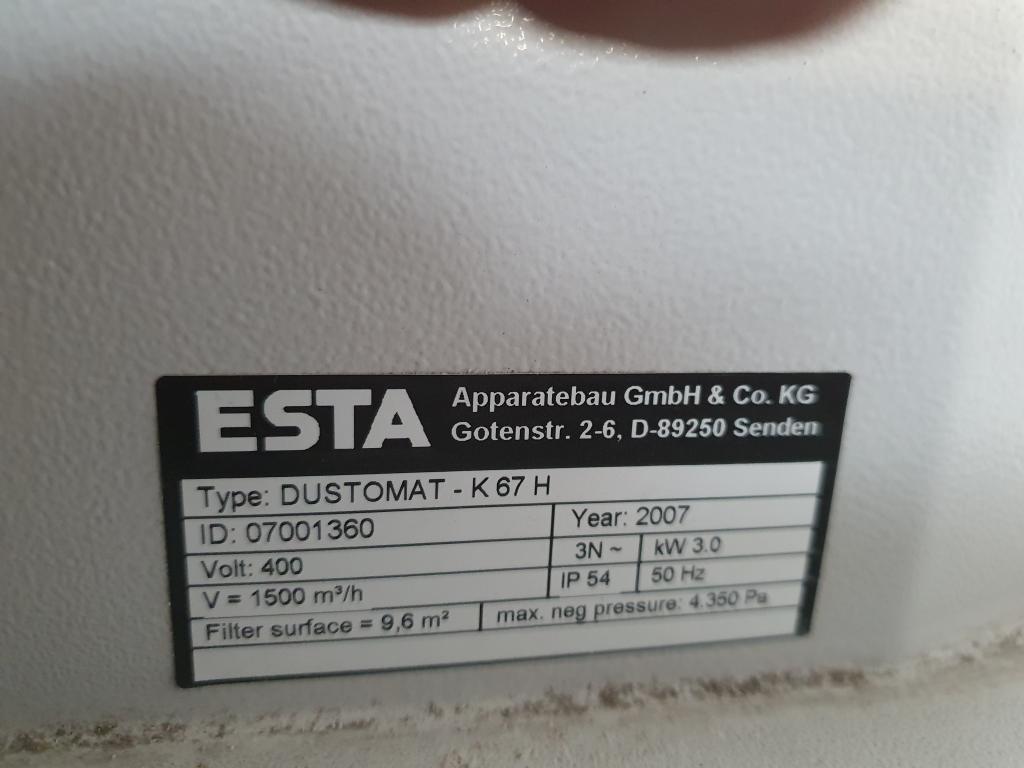 ESTA
Apparatebau GmbH & Co. KG
Gotenstr. 2-6, D-89250 Senden
Type: DUSTOMAT - K 67 H
ID: 07001360
Year: 2007
Volt: 400
3N ~
kW 3.0
V = 1500 m³/h
IP 54
50 Hz
Filter surface = 9,6 m²
max. neg pressure: 4.350 Pa